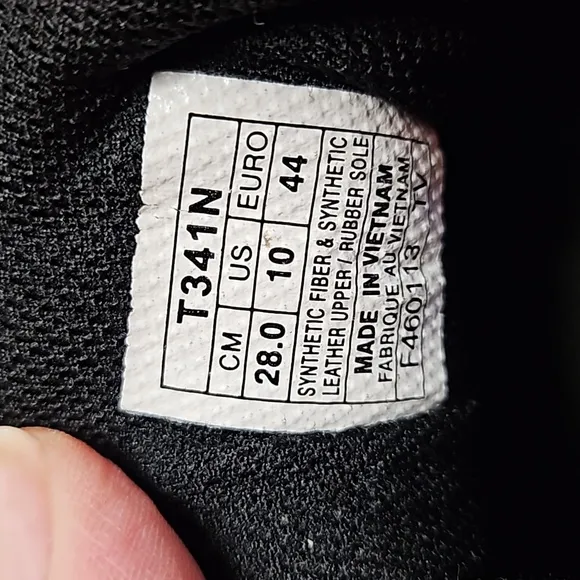 T341N
CM US EURO
28.0 10 44
SYNTHETIC FIBER & SYNTHETIC
LEATHER UPPER / RUBBER SOLE
MADE IN VIETNAM
FABRIQUE AU VIETNAM
F460113 TV